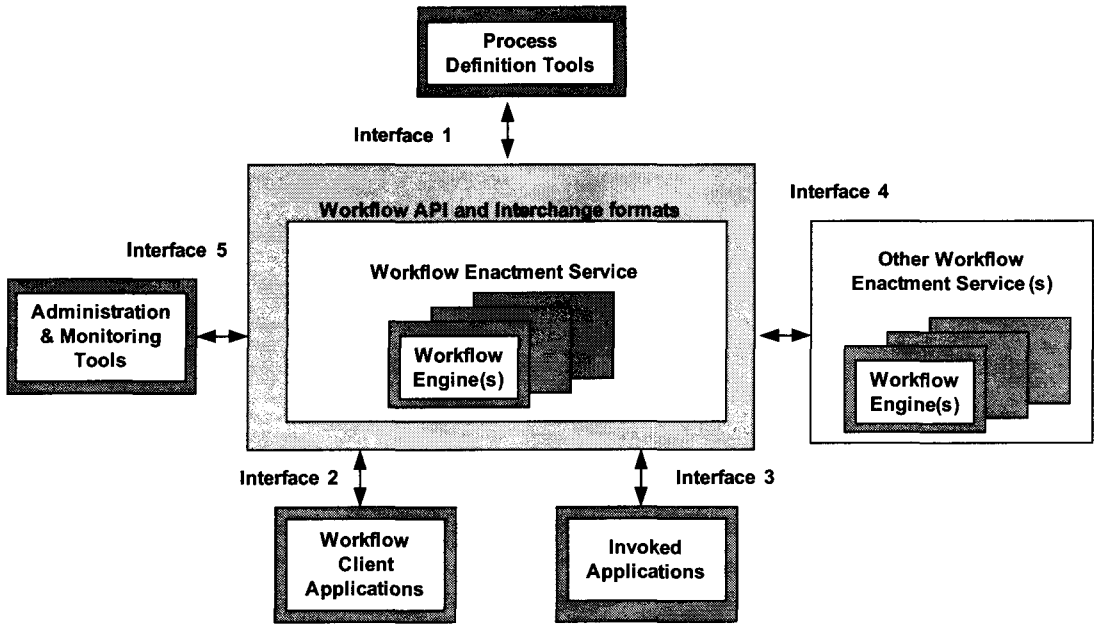 Process
Definition Tools
Interface 1
Interface 4
Workflow API and Interchange formats
Interface 5
Workflow Enactment Service
Other Workflow
Enactment Service (s)
Administration
& Monitoring
Tools
Workflow
Engine(s)
Workflow
Engine(s)
Interface 2
Interface 3
Workflow
Client
Applications
Invoked
Applications